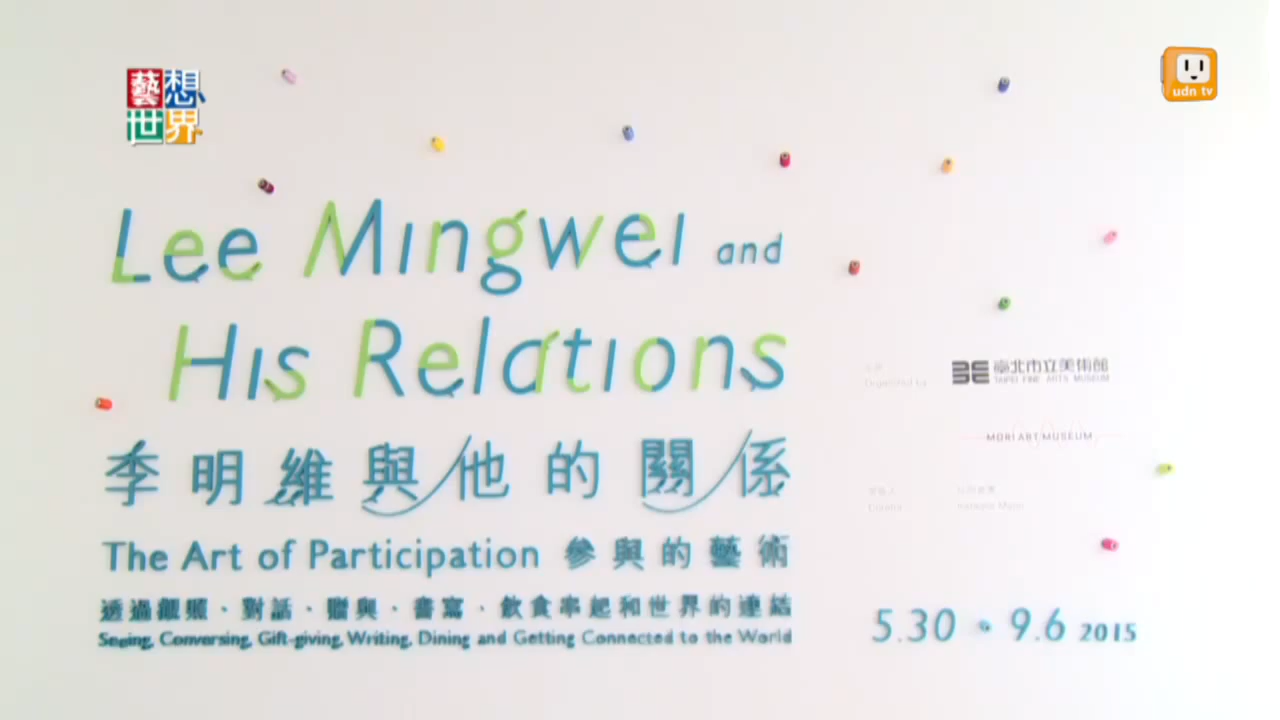 藝想
世界
udn tv
Lee Mingwei and
His Relations
李明維與他的關係
The Art of Participation 參與的藝術
透過觀照、對話、贈與、書寫、飲食串起和世界的連結
Seeing, Conversing, Gift-giving, Writing, Dining and Getting Connected to the World
Organized by
臺北市立美術館
TAIPEI FINE ARTS MUSEUM
MORI ART MUSEUM
Curator
5.30 • 9.6 2015